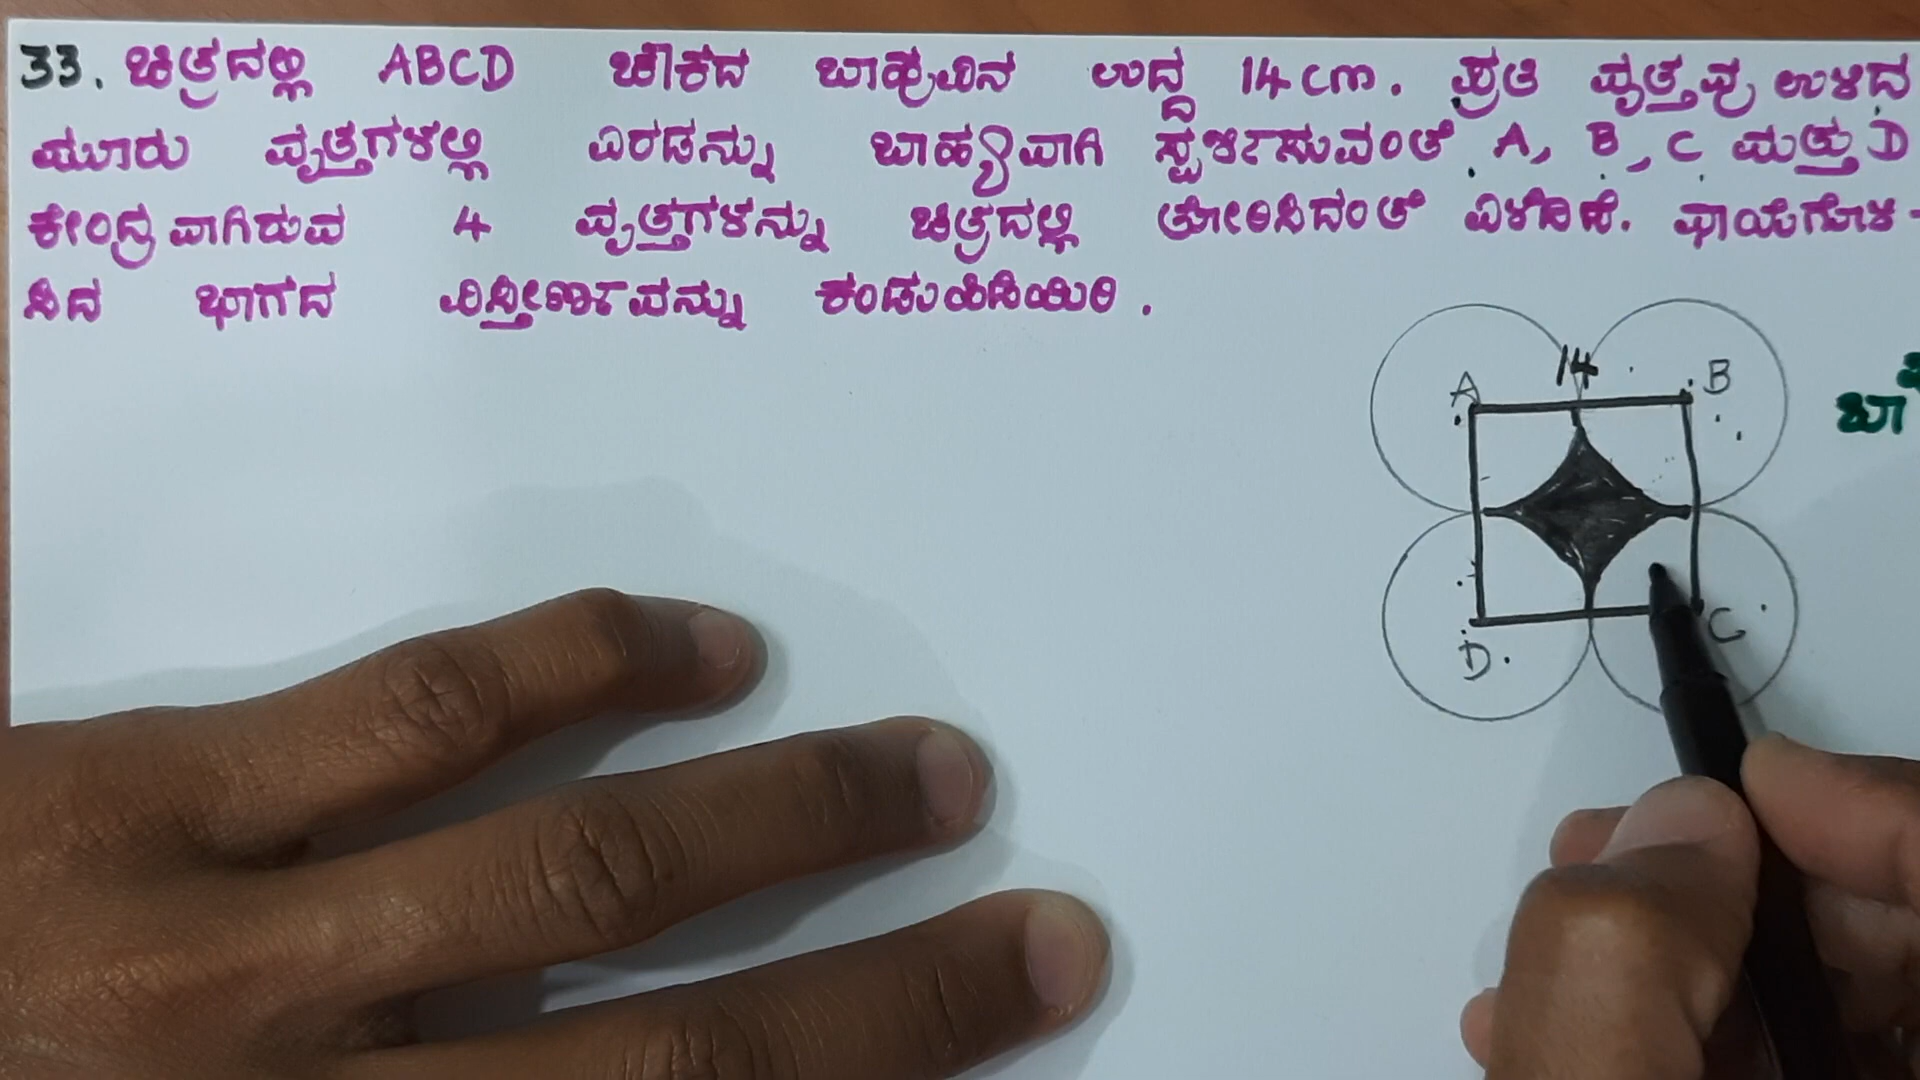 33. ಚಿತ್ರದಲ್ಲಿ ABCD ಚೌಕದ ಬಾಹುವಿನ ಉದ್ದ 14 cm. ಪ್ರತಿ ವೃತ್ತವು ಉಳಿದ
ಮೂರು ವೃತ್ತಗಳಲ್ಲಿ ಎರಡನ್ನು ಬಾಹ್ಯವಾಗಿ ಸ್ಪರ್ಶಿಸುವಂತೆ A, B, C ಮತ್ತು D
ಕೇಂದ್ರವಾಗಿರುವ 4 ವೃತ್ತಗಳನ್ನು ಚಿತ್ರದಲ್ಲಿ ತೋರಿಸಿದಂತೆ ಎಳೆದಿದೆ. ಛಾಯೆಗೊಳಿ-
ಸಿದ ಭಾಗದ ವಿಸ್ತೀರ್ಣವನ್ನು ಕಂಡುಹಿಡಿಯಿರಿ.
14
A B
ಬಾ
D C